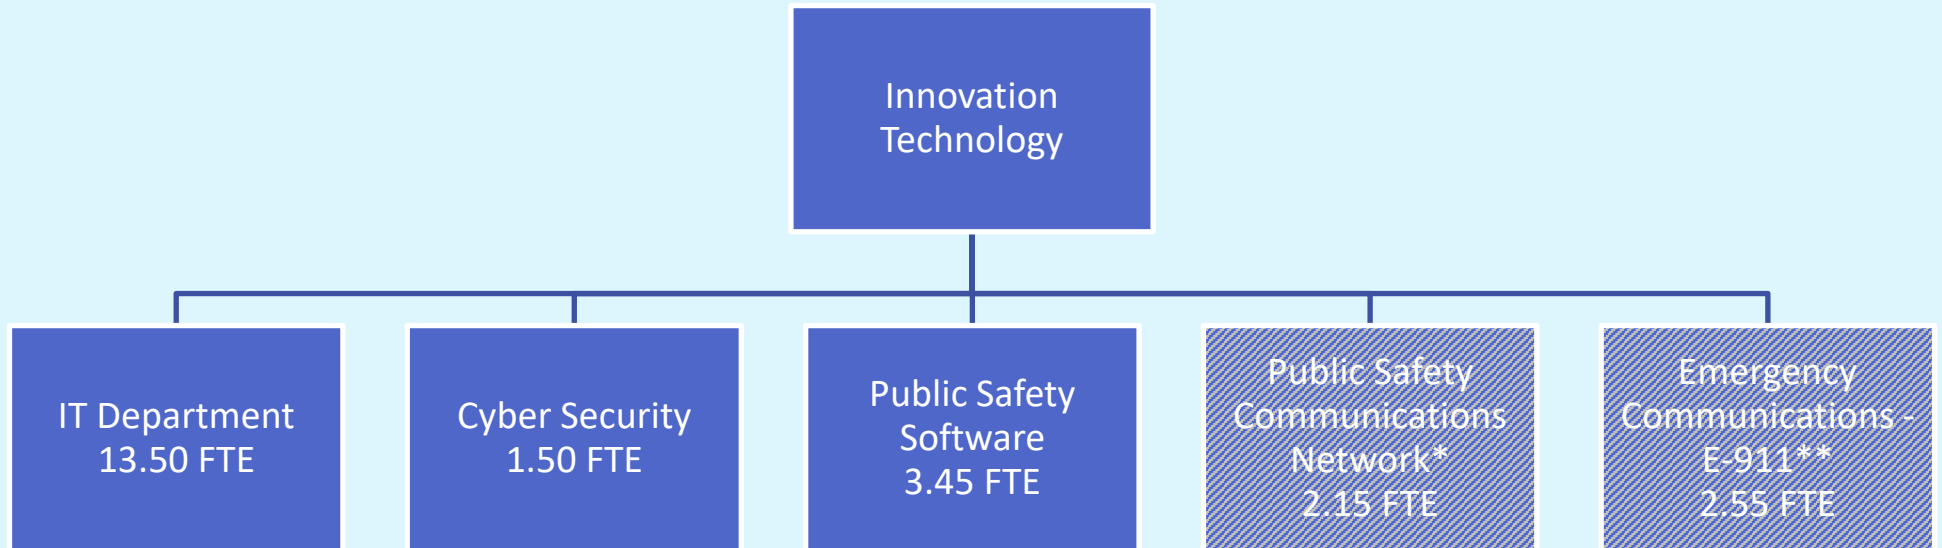 Innovation
Technology
IT Department
13.50 FTE
Cyber Security
1.50 FTE
Public Safety
Software
3.45 FTE
Public Safety
Communications
Network*
2.15 FTE
Emergency
Communications -
E-911**
2.55 FTE